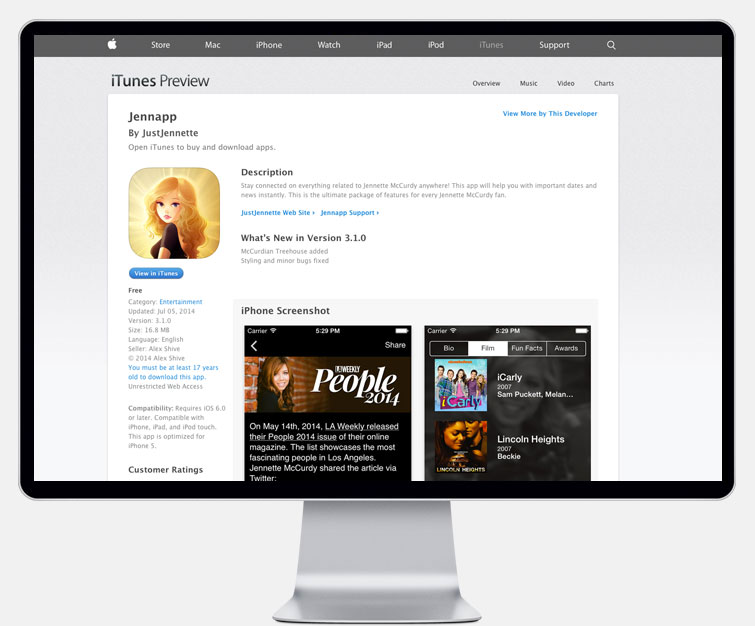 Store Mac iPhone Watch iPad iPod iTunes Support
iTunes Preview
Overview Music Video Charts
Jennapp
View More by This Developer
By JustJennette
Open iTunes to buy and download apps.
Description
Stay connected on everything related to Jennette McCurdy anywhere! This app will help you with important dates and
news instantly. This is the ultimate package of features for every Jennette McCurdy fan.
JustJennette Web Site Jennapp Support
What's New in Version 3.1.0
McCurdian Treehouse added
Styling and minor bugs fixed
View in iTunes
Free
Category: Entertainment
Updated: Jul 05, 2014
Version: 3.1.0
Size: 16.8 MB
Language: English
Seller: Alex Shive
© 2014 Alex Shive
You must be at least 17 years
old to download this app.
Unrestricted Web Access
Compatibility: Requires iOS 6.0
or later. Compatible with
iPhone, iPad, and iPod touch.
This app is optimized for
iPhone 5.
Customer Ratings
iPhone Screenshot
Carrier 5:29 PM
Share
LA WEEKLY
People
2014
On May 14th, 2014, LA Weekly released
their People 2014 issue of their online
magazine. The list showcases the most
fascinating people in Los Angeles.
Jennette McCurdy shared the article via
Twitter:
Carrier 5:29 PM
Bio Film Fun Facts Awards
nickelodeon
iCarly
iCarly
2007
Sam Puckett, Melan...
LINCOLN HEIGHTS
Lincoln Heights
2007
Beckie